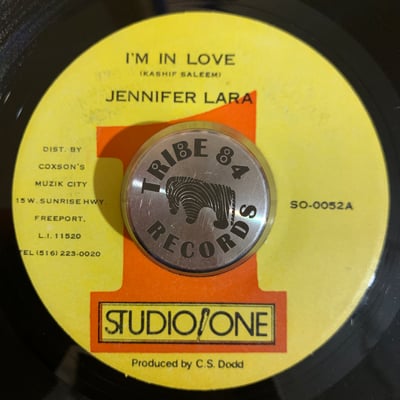 I'M IN LOVE
(KASHIF SALEEM)
JENNIFER LARA
DIST. BY
COXSON'S
MUZIK CITY
15 W. SUNRISE HWY.
FREEPORT,
L.I. 11520
TEL (516) 223-0020
TRIBE 84
RECORDS
SO-0052A
STUDIO ONE
Produced by C.S. Dodd